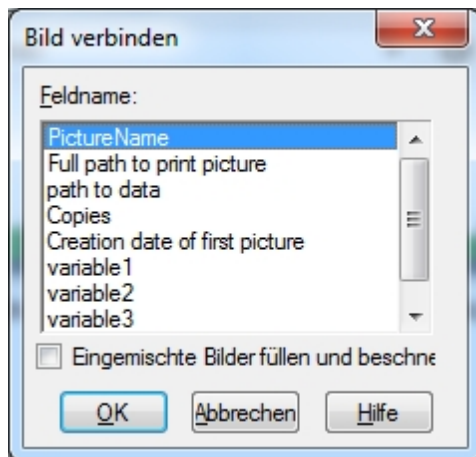 Bild verbinden
Feldname:
PictureName
Full path to print picture
path to data
Copies
Creation date of first picture
variable1
variable2
variable3
Eingemischte Bilder füllen und beschne
OK Abbrechen Hilfe